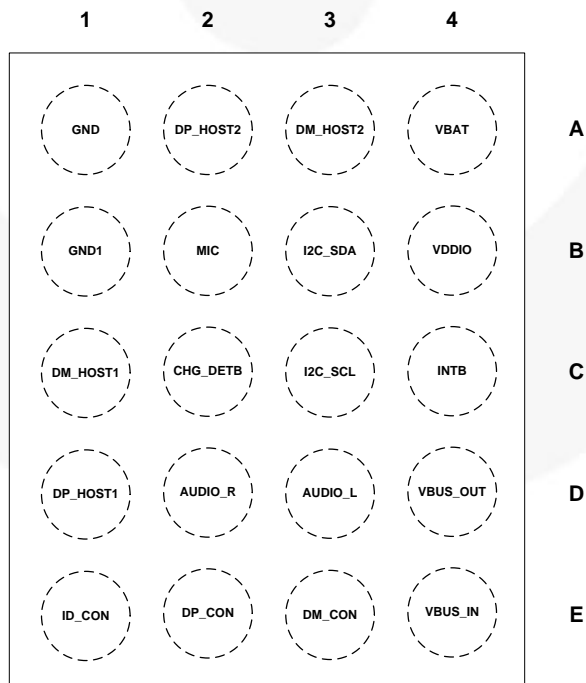 1 2 3 4
GND DP_HOST2 DM_HOST2 VBAT A
GND1 MIC I2C_SDA VDDIO B
DM_HOST1 CHG_DETB I2C_SCL INTB C
DP_HOST1 AUDIO_R AUDIO_L VBUS_OUT D
ID_CON DP_CON DM_CON VBUS_IN E